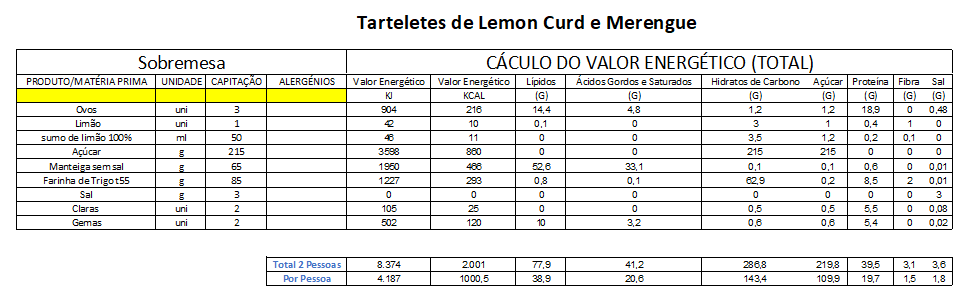 Tarteletes de Lemon Curd e Merengue
Sobremesa CÁCULO DO VALOR ENERGÉTICO (TOTAL)
PRODUTO/MATÉRIA PRIMA UNIDADE CAPITAÇÃO ALERGÉNIOS Valor Energético Valor Energético Lípidos Ácidos Gordos e Saturados Hidratos de Carbono Açúcar Proteína Fibra Sal
KJ KCAL (G) (G) (G) (G) (G) (G) (G)
Ovos uni 3 904 216 14,4 4,8 1,2 1,2 18,9 0 0,48
Limão uni 1 42 10 0,1 3 1 0,4 1 0
sumo de limão 100% ml 50 46 11 0 0 3,5 1,2 0,2 0,1 0
Açúcar g 215 3598 860 0 0 215 215 0 0 0
Manteiga sem sal g 65 1950 466 52,6 33,1 0,1 0,1 0,6 0 0,01
Farinha de Trigo t55 g 85 1227 293 0,8 0,1 62,9 0,2 8,5 2 0,01
Sal g 3 0 0 0 0 0 0 0 0 3
Claras uni 2 105 25 0 0 0,5 0,5 5,5 0 0,08
Gemas uni 2 502 120 10 3,2 0,6 0,6 5,4 0 0,02
Total 2 Pessoas 8.374 2.001 77,9 41,2 286,8 219,8 39,5 3,1 3,6
Por Pessoa 4.187 1000,5 38,9 20,6 143,4 109,9 19,7 1,5 1,8